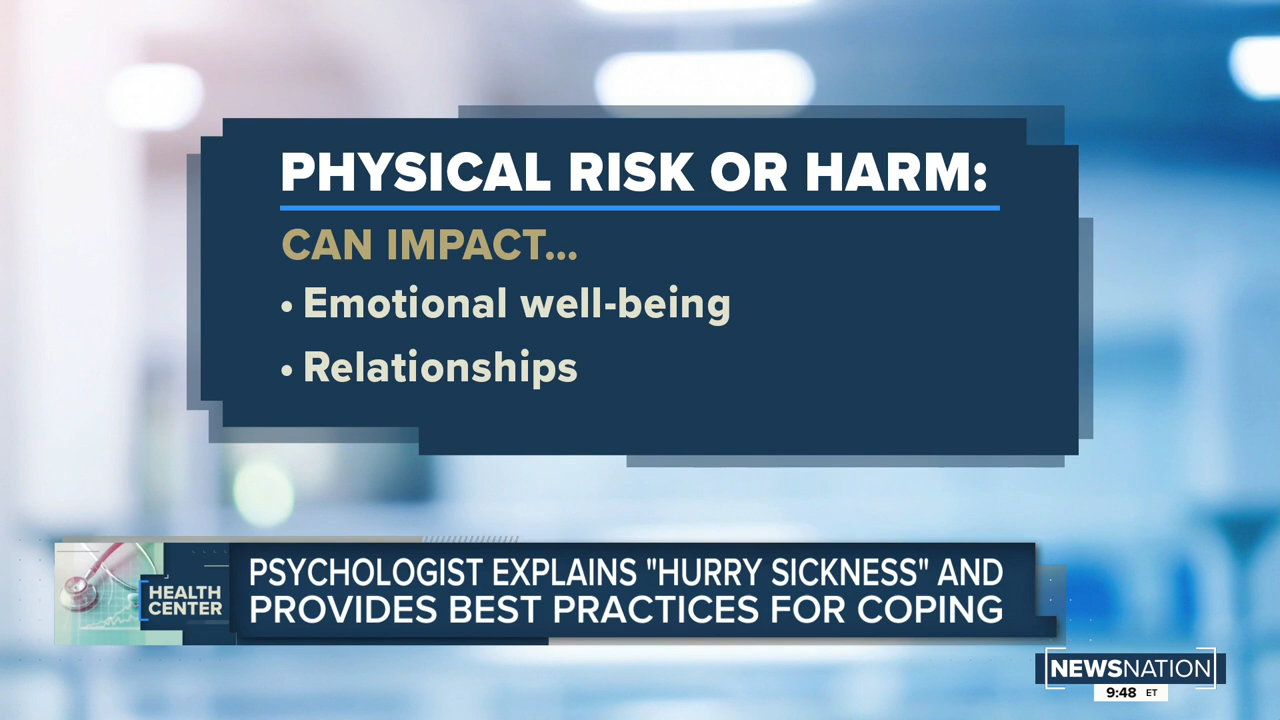 PHYSICAL RISK OR HARM:
CAN IMPACT...
• Emotional well-being
• Relationships
HEALTH
CENTER
PSYCHOLOGIST EXPLAINS "HURRY SICKNESS" AND
PROVIDES BEST PRACTICES FOR COPING
NEWSNATION
9:48 ET